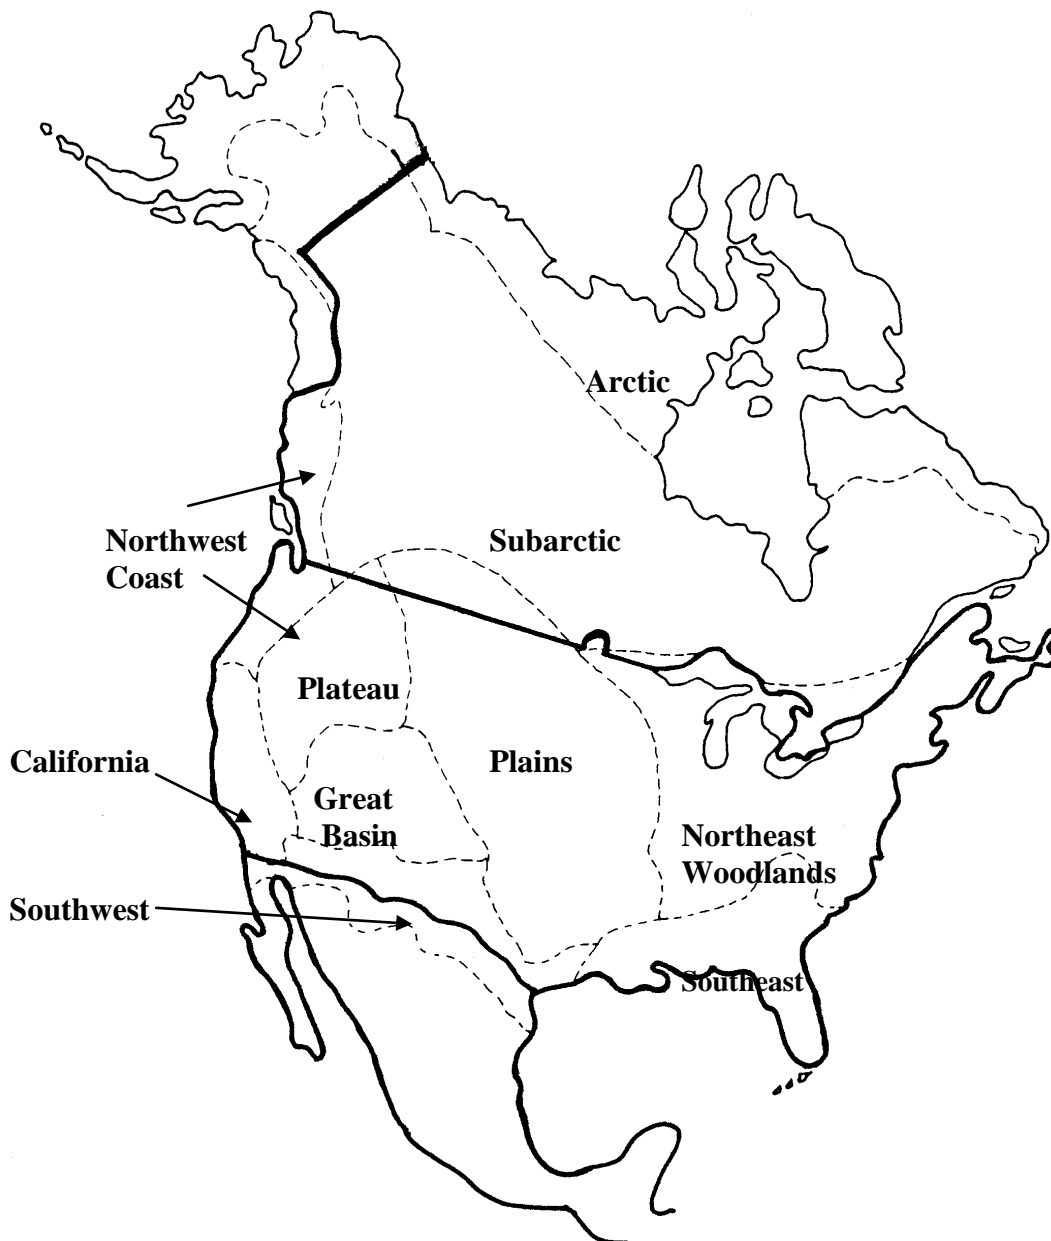 Arctic
Northwest
Coast
Subarctic
Plateau
California
Plains
Great
Basin
Northeast
Woodlands
Southwest
Southeast